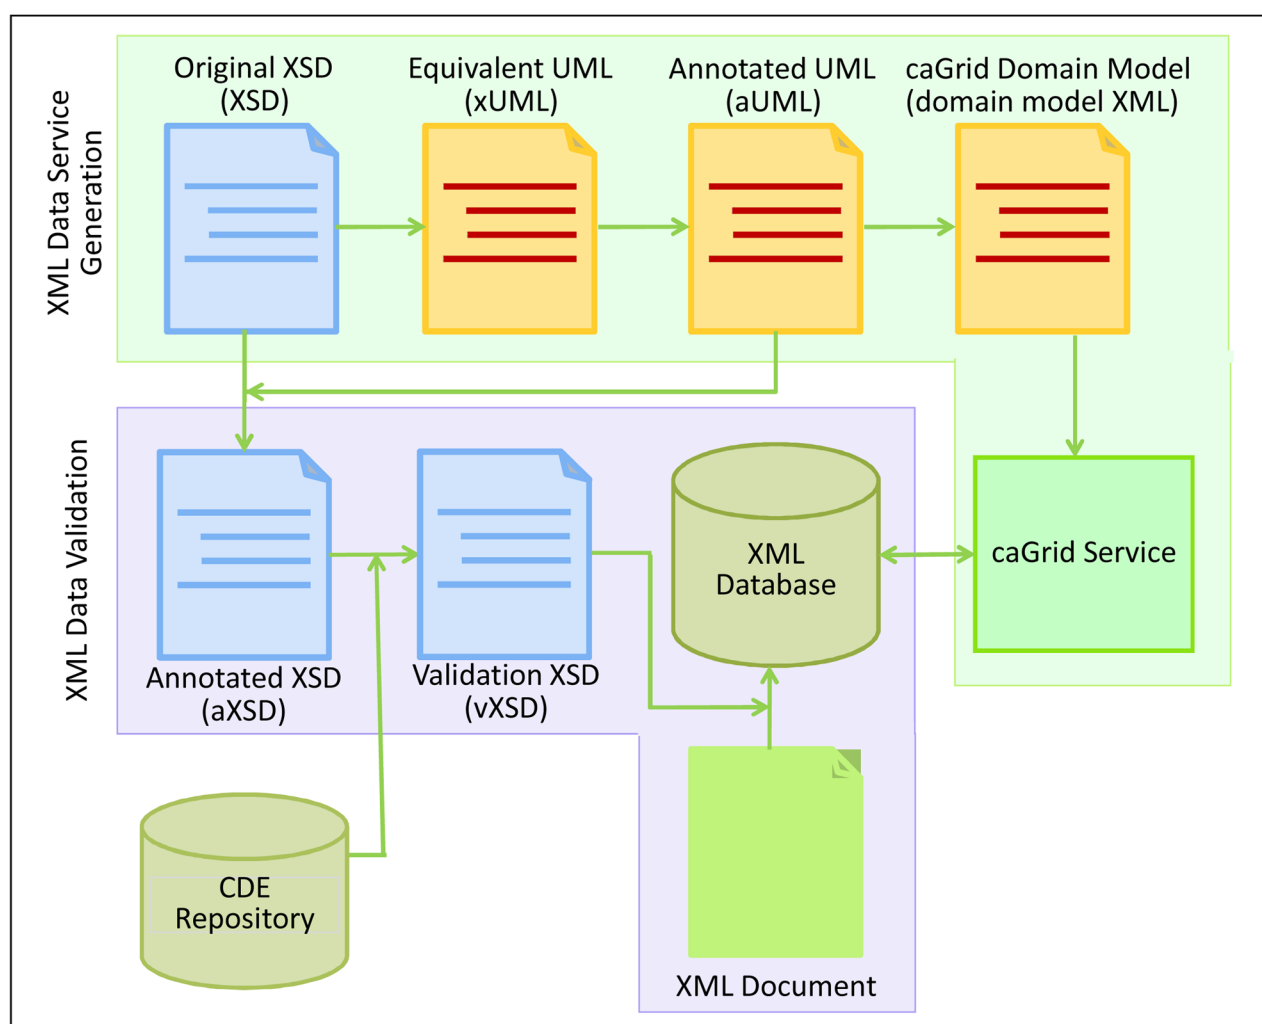 XML Data Service
Generation
Original XSD
(XSD)
Equivalent UML
(xUML)
Annotated UML
(aUML)
caGrid Domain Model
(domain model XML)
XML Data Validation
Annotated XSD
(aXSD)
Validation XSD
(vXSD)
XML
Database
caGrid Service
CDE
Repository
XML Document